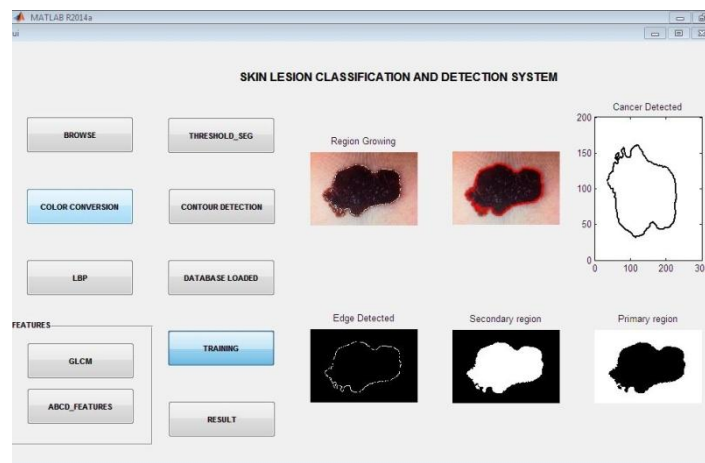 MATLAB R2014a
ui
SKIN LESION CLASSIFICATION AND DETECTION SYSTEM
BROWSE
THRESHOLD_SEG
COLOR CONVERSION
CONTOUR DETECTION
LBP
DATABASE LOADED
FEATURES
GLCM
ABCD_FEATURES
TRAINING
RESULT
Region Growing
Cancer Detected
200
150
100
50
0
0 100 200 30
Edge Detected
Secondary region
Primary region